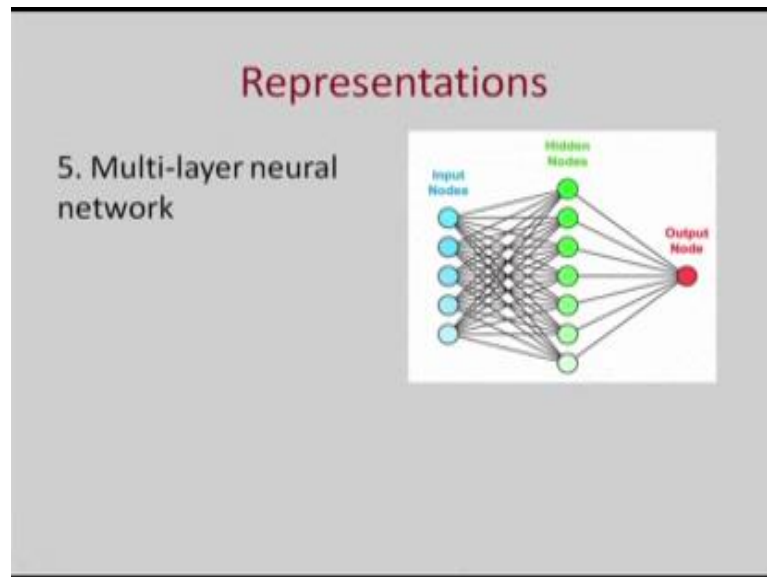 Representations
5. Multi-layer neural
network
Input
Nodes
Hidden
Nodes
Output
Node